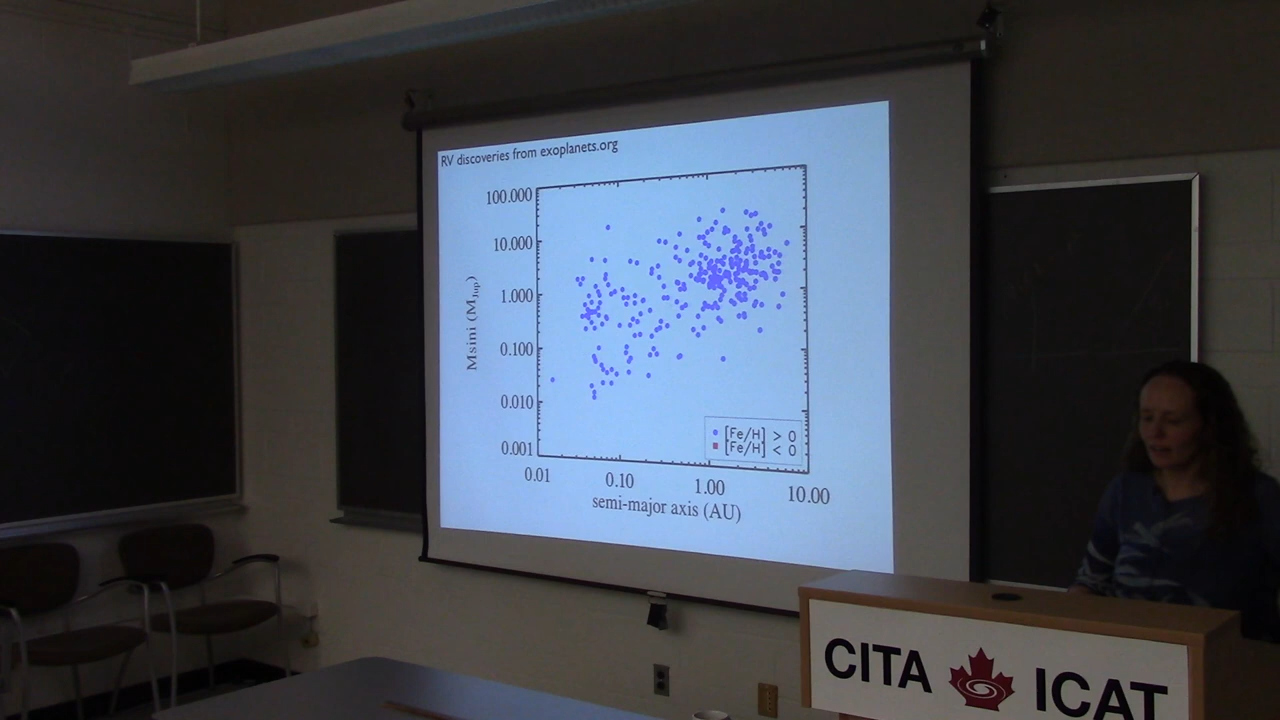 RV discoveries from exoplanets.org
100.000
10.000
1.000
0.100
0.010
0.001
Msini (MJup)
[Fe/H] > 0
[Fe/H] < 0
0.01 0.10 1.00 10.00
semi-major axis (AU)
CITA ICAT